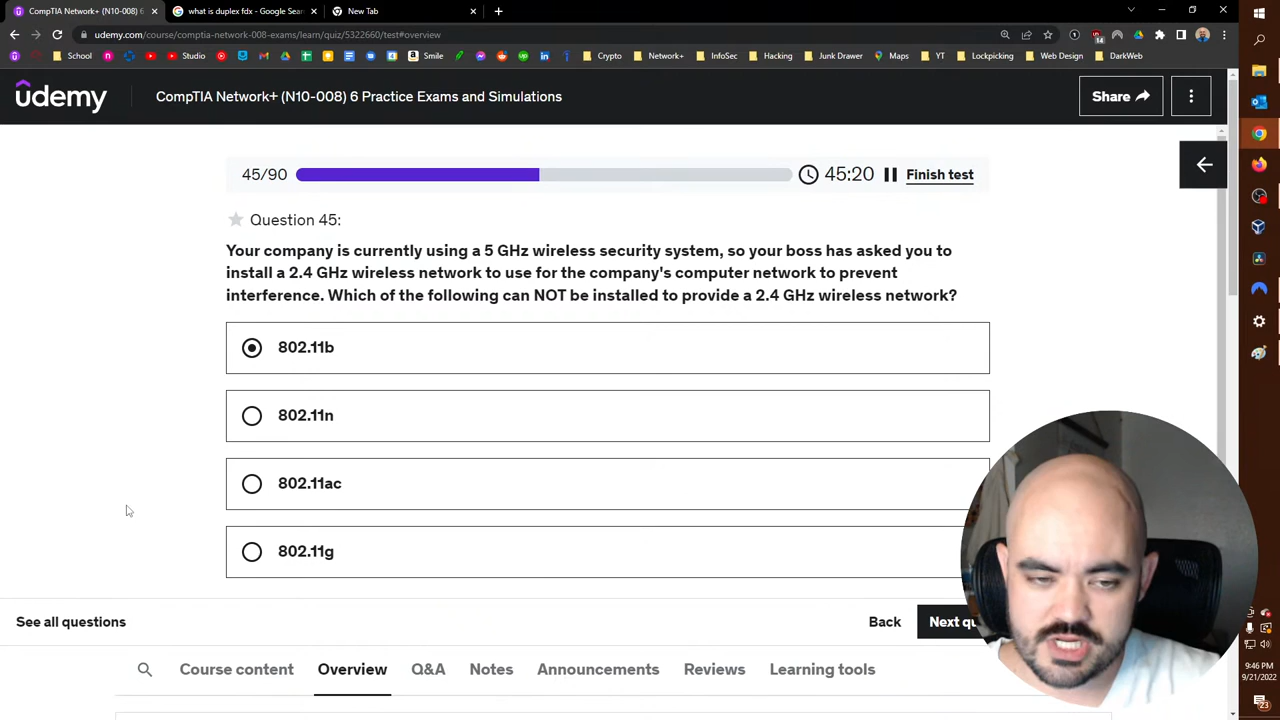 CompTIA Network+ (N10-008) 6
what is duplex fdx - Google Sear
New Tab
udemy.com/course/comptia-network-008-exams/learn/quiz/5322660/test#overview
School
Studio
Smile
Crypto
Network+
InfoSec
Hacking
Junk Drawer
Maps
YT
Lockpicking
Web Design
DarkWeb
udemy
CompTIA Network+ (N10-008) 6 Practice Exams and Simulations
Share
45/90
45:20
Finish test
Question 45:
Your company is currently using a 5 GHz wireless security system, so your boss has asked you to
install a 2.4 GHz wireless network to use for the company's computer network to prevent
interference. Which of the following can NOT be installed to provide a 2.4 GHz wireless network?
802.11b
802.11n
802.11ac
802.11g
See all questions
Back
Next qu
Course content
Overview
Q&A
Notes
Announcements
Reviews
Learning tools
9:46 PM
9/21/2022
23